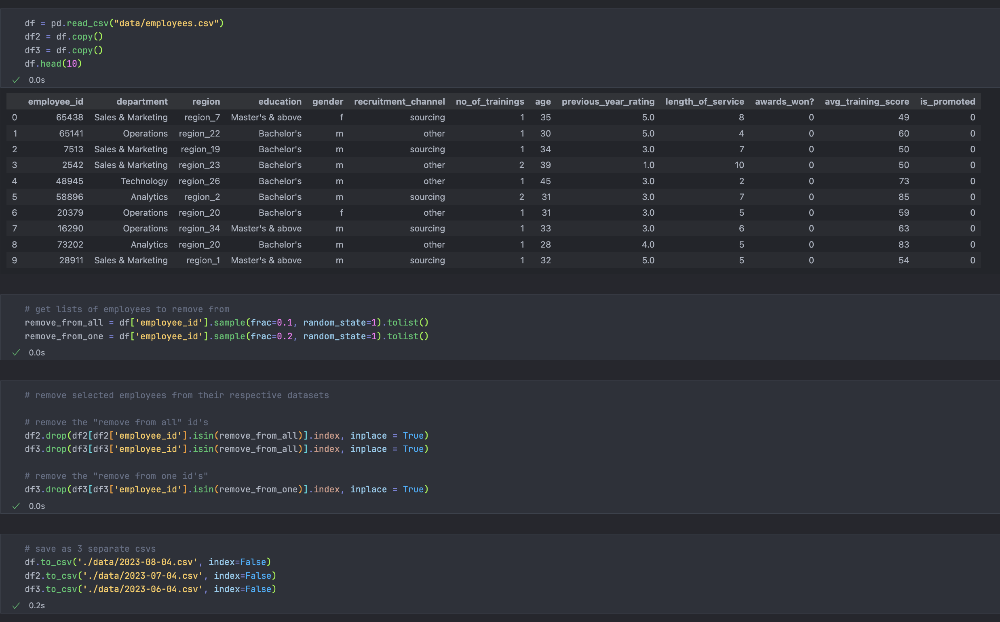 df = pd.read_csv("data/employees.csv")
df2 = df.copy()
df3 = df.copy()
df.head(10)
✓ 0.0s
employee_id department region education gender recruitment_channel no_of_trainings age previous_year_rating length_of_service awards_won? avg_training_score is_promoted
0 65438 Sales & Marketing region_7 Master's & above f sourcing 1 35 5.0 8 0 49 0
1 65141 Operations region_22 Bachelor's m other 1 30 5.0 4 0 60 0
2 7513 Sales & Marketing region_19 Bachelor's m sourcing 1 34 3.0 7 0 50 0
3 2542 Sales & Marketing region_23 Bachelor's m other 2 39 1.0 10 0 50 0
4 48945 Technology region_26 Bachelor's m other 1 45 3.0 2 0 73 0
5 58896 Analytics region_2 Bachelor's m sourcing 2 31 3.0 7 0 85 0
6 20379 Operations region_20 Bachelor's f other 1 31 3.0 5 0 59 0
7 16290 Operations region_34 Master's & above m sourcing 1 33 3.0 6 0 63 0
8 73202 Analytics region_20 Bachelor's m other 1 28 4.0 5 0 83 0
9 28911 Sales & Marketing region_1 Master's & above m sourcing 1 32 5.0 5 0 54 0
# get lists of employees to remove from
remove_from_all = df['employee_id'].sample(frac=0.1, random_state=1).tolist()
remove_from_one = df['employee_id'].sample(frac=0.2, random_state=1).tolist()
✓ 0.0s
# remove selected employees from their respective datasets
# remove the "remove from all" id's
df2.drop(df2[df2['employee_id'].isin(remove_from_all)].index, inplace = True)
df3.drop(df3[df3['employee_id'].isin(remove_from_all)].index, inplace = True)
# remove the "remove from one id's"
df3.drop(df3[df3['employee_id'].isin(remove_from_one)].index, inplace = True)
✓ 0.0s
# save as 3 separate csvs
df.to_csv('./data/2023-08-04.csv', index=False)
df2.to_csv('./data/2023-07-04.csv', index=False)
df3.to_csv('./data/2023-06-04.csv', index=False)
✓ 0.2s